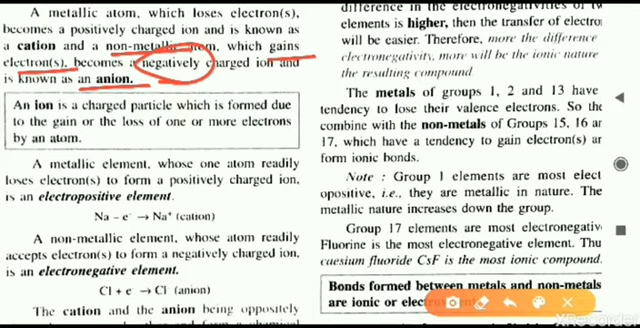 A metallic atom, which loses electron(s),
becomes a positively charged ion and is known as
a cation and a non-metallic atom, which gains
electron(s), becomes a negatively charged ion and
is known as an anion.
An ion is a charged particle which is formed due
to the gain or the loss of one or more electrons
by an atom.
A metallic element, whose one atom readily
loses electron(s) to form a positively charged ion,
is an electropositive element.
Na – e⁻ → Na⁺ (cation)
A non-metallic element, whose atom readily
accepts electron(s) to form a negatively charged ion,
is an electronegative element.
Cl + e → Cl (anion)
The cation and the anion being oppositely
difference in the electronegativities of tw
elements is higher, then the transfer of electro
will be easier. Therefore, more the difference
electronegativity, more will be the ionic nature
the resulting compound
The metals of groups 1, 2 and 13 have
tendency to lose their valence electrons. So the
combine with the non-metals of Groups 15, 16 ar
17, which have a tendency to gain electron(s) ar
form ionic bonds.
Note : Group 1 elements are most elect
opositive, i.e., they are metallic in nature. The
metallic nature increases down the group.
Group 17 elements are most electronegativ
Fluorine is the most electronegative element. Thu
caesium fluoride CsF is the most ionic compound.
Bonds formed between metals and non-metals
are ionic or elec
XRecorder